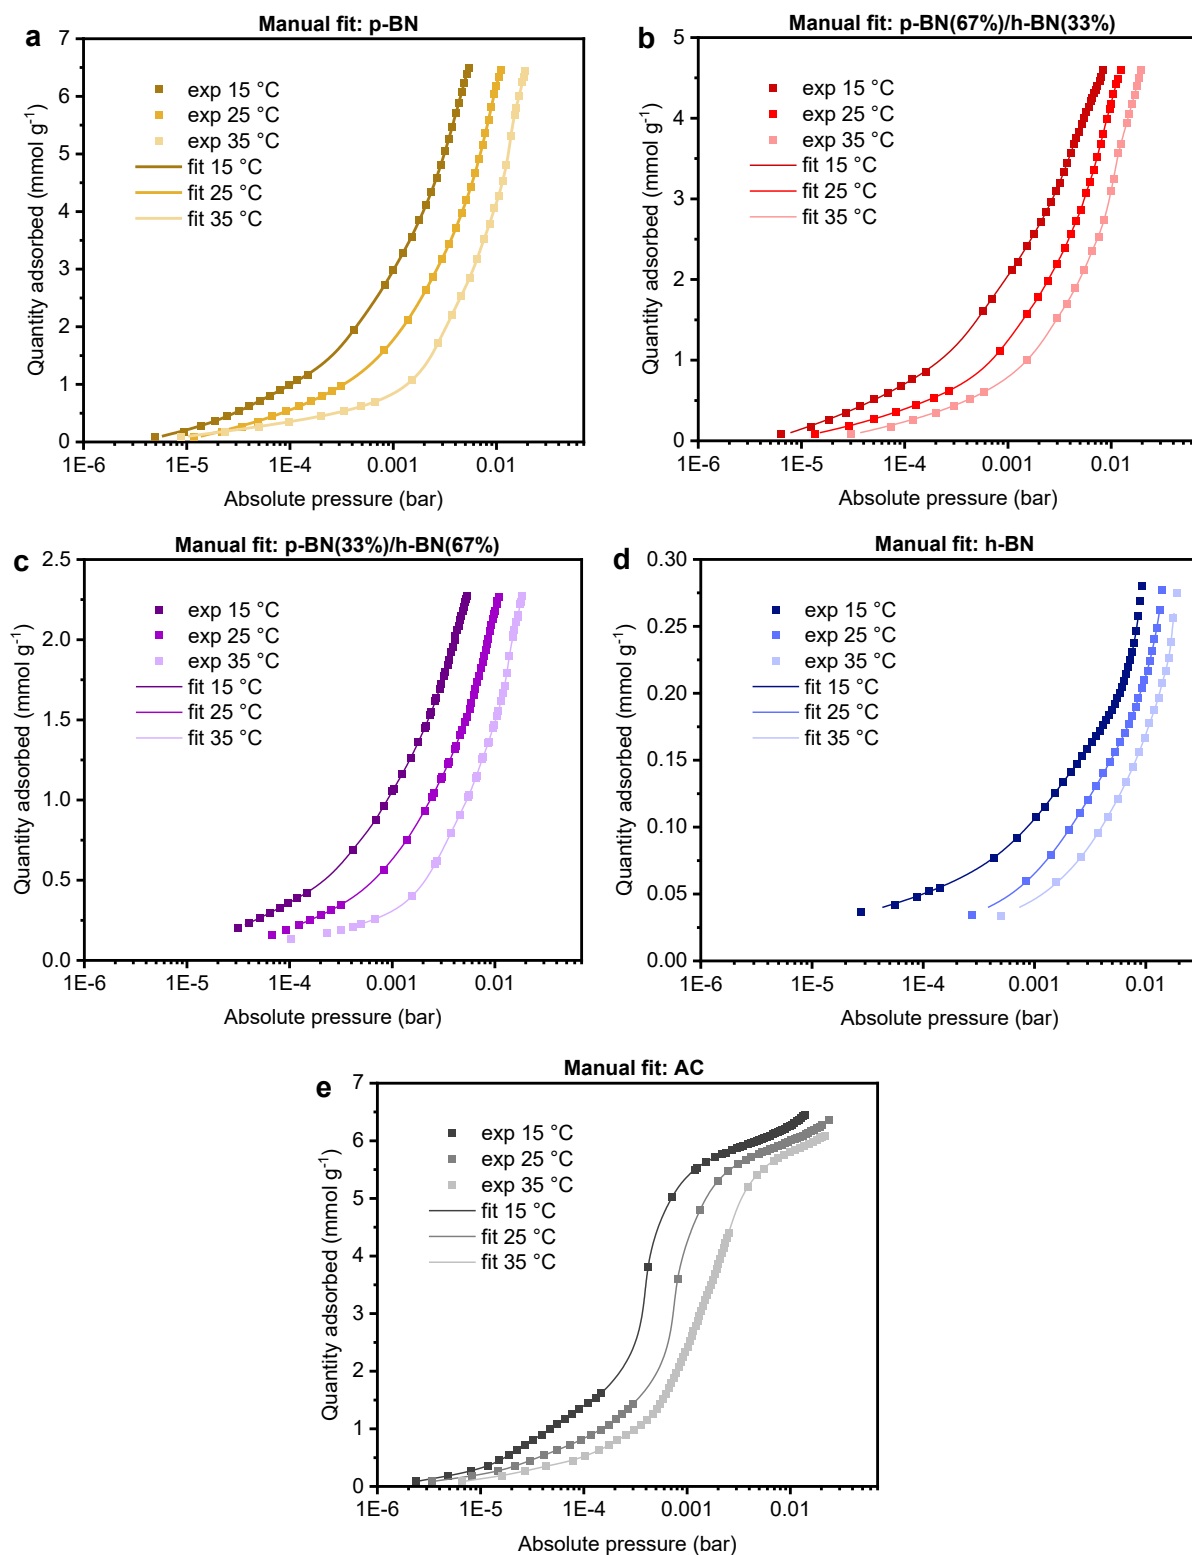 a
Manual fit: p-BN
7
6
5
4
3
2
1
0
Quantity adsorbed (mmol g⁻¹)
exp 15 °C
exp 25 °C
exp 35 °C
fit 15 °C
fit 25 °C
fit 35 °C
1E-6 1E-5 1E-4 0.001 0.01
Absolute pressure (bar)
b
Manual fit: p-BN(67%)/h-BN(33%)
5
4
3
2
1
0
Quantity adsorbed (mmol g⁻¹)
exp 15 °C
exp 25 °C
exp 35 °C
fit 15 °C
fit 25 °C
fit 35 °C
1E-6 1E-5 1E-4 0.001 0.01
Absolute pressure (bar)
c
Manual fit: p-BN(33%)/h-BN(67%)
2.5
2.0
1.5
1.0
0.5
0.0
Quantity adsorbed (mmol g⁻¹)
exp 15 °C
exp 25 °C
exp 35 °C
fit 15 °C
fit 25 °C
fit 35 °C
1E-6 1E-5 1E-4 0.001 0.01
Absolute pressure (bar)
d
Manual fit: h-BN
0.30
0.25
0.20
0.15
0.10
0.05
0.00
Quantity adsorbed (mmol g⁻¹)
exp 15 °C
exp 25 °C
exp 35 °C
fit 15 °C
fit 25 °C
fit 35 °C
1E-6 1E-5 1E-4 0.001 0.01
Absolute pressure (bar)
e
Manual fit: AC
7
6
5
4
3
2
1
0
Quantity adsorbed (mmol g⁻¹)
exp 15 °C
exp 25 °C
exp 35 °C
fit 15 °C
fit 25 °C
fit 35 °C
1E-6 1E-5 1E-4 0.001 0.01
Absolute pressure (bar)